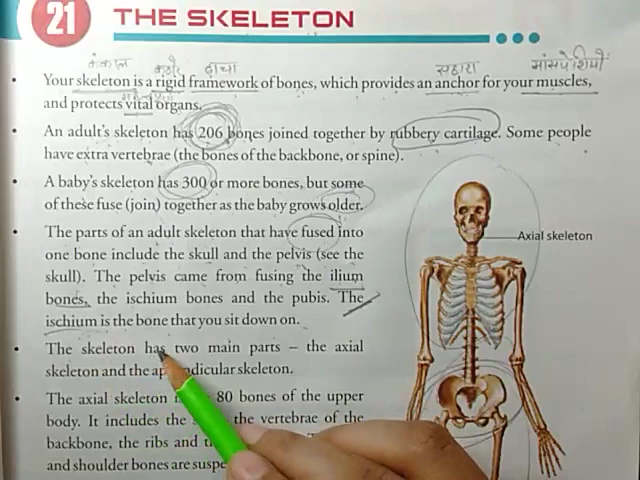 21 THE SKELETON
कंकाल कठोर ढाचा सहारा मांसपेशियों
Your skeleton is a rigid framework of bones, which provides an anchor for your muscles,
and protects vital organs.
An adult's skeleton has 206 bones joined together by rubbery cartilage. Some people
have extra vertebrae (the bones of the backbone, or spine).
A baby's skeleton has 300 or more bones, but some
of these fuse (join) together as the baby grows older.
The parts of an adult skeleton that have fused into
one bone include the skull and the pelvis (see the
Axial skeleton
skull). The pelvis came from fusing the ilium
bones, the ischium bones and the pubis. The
ischium is the bone that you sit down on.
The skeleton has two main parts – the axial
skeleton and the appendicular skeleton.
The axial skeleton 80 bones of the upper
body. It includes the the vertebrae of the
backbone, the ribs and
and shoulder bones are